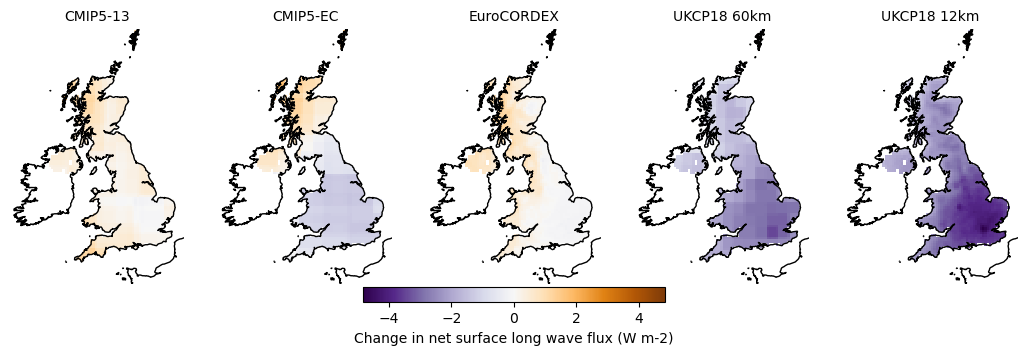 CMIP5-13 CMIP5-EC EuroCORDEX UKCP18 60km UKCP18 12km
−4 −2 0 2 4
Change in net surface long wave flux (W m-2)